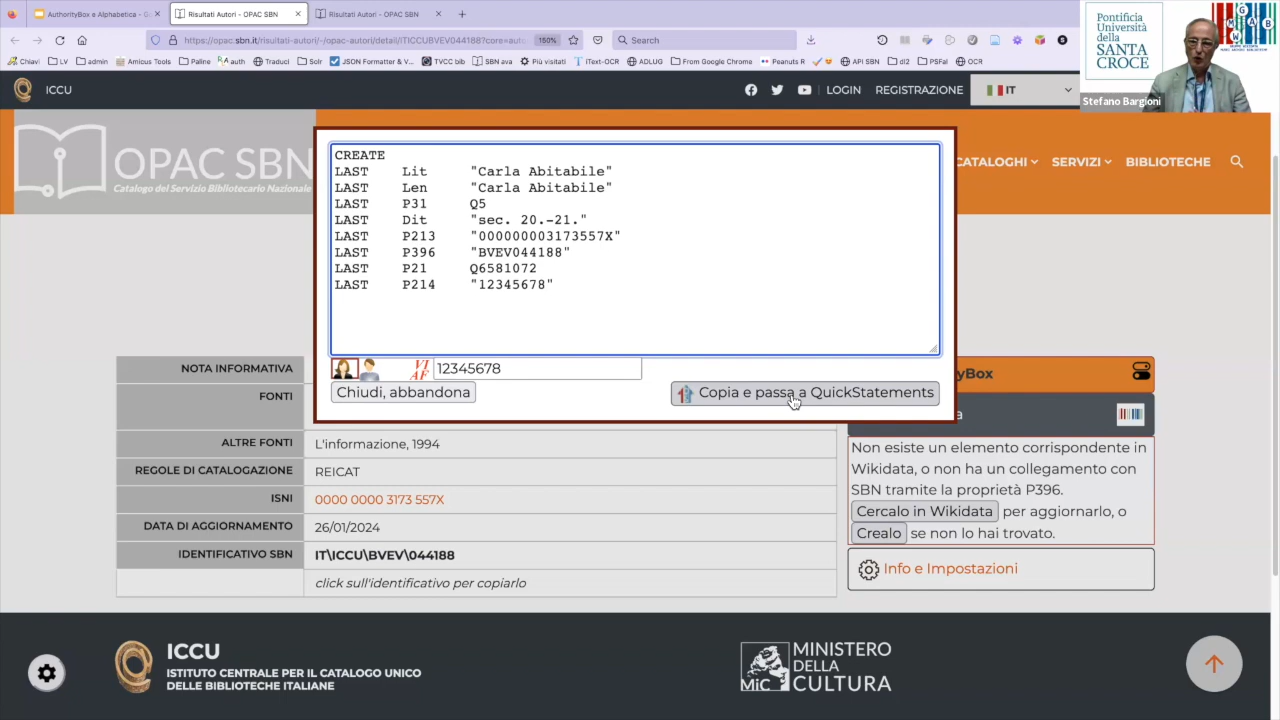 AuthorityBox e Alphabetica - G
Risultati Autori - OPAC SBN
Risultati Autori - OPAC SBN
https://opac.sbn.it/risultati-autori/-/opac-autori/detail/ITICCUBVEV044188?core=auto
150%
Search
Chiavi
LV
admin
Amicus Tools
Paline
auth
Traduci
Solr
JSON Formatter & V...
TVCC bib
SBN ava
Più visitati
iText-OCR
ADLUG
From Google Chrome
Peanuts.R
API SBN
dl2
PSFal
OCR
Pontificia
Università
della
SANTA
CROCE
G
W
Stefano Bargioni
ICCU
LOGIN
REGISTRAZIONE
IT
OPAC SBN
Catalogo del Servizio Bibliotecario Nazionale
CATALOGHI
SERVIZI
BIBLIOTECHE
CREATE
LAST Lit "Carla Abitabile"
LAST Len "Carla Abitabile"
LAST P31 Q5
LAST Dit "sec. 20.-21."
LAST P213 "000000003173557X"
LAST P396 "BVEV044188"
LAST P21 Q6581072
LAST P214 "12345678"
VIAF
12345678
Chiudi, abbandona
Copia e passa a QuickStatements
NOTA INFORMATIVA
FONTI
ALTRE FONTI
L'informazione, 1994
REGOLE DI CATALOGAZIONE
REICAT
ISNI
0000 0000 3173 557X
DATA DI AGGIORNAMENTO
26/01/2024
IDENTIFICATIVO SBN
IT\ICCU\BVEV\044188
click sull'identificativo per copiarlo
yBox
a
Non esiste un elemento corrispondente in
Wikidata, o non ha un collegamento con
SBN tramite la proprietà P396.
Cercalo in Wikidata per aggiornarlo, o
Crealo se non lo hai trovato.
Info e Impostazioni
ICCU
ISTITUTO CENTRALE PER IL CATALOGO UNICO
DELLE BIBLIOTECHE ITALIANE
MiC
MINISTERO
DELLA
CULTURA